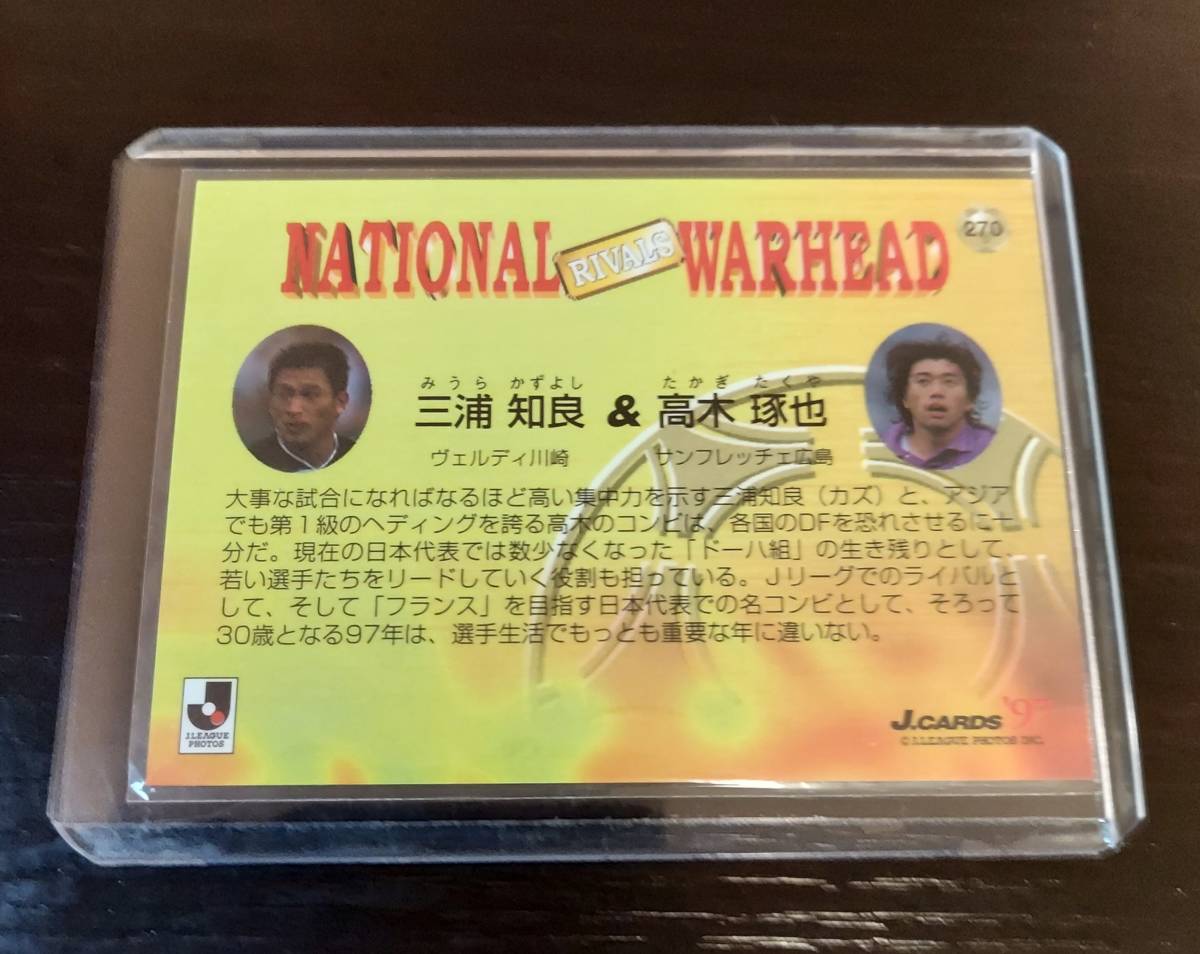 NATIONAL RIVALS WARHEAD
270
みうら かずよし たかぎ たくや
三浦 知良 & 高木 琢也
ヴェルディ川崎 サンフレッチェ広島
大事な試合になればなるほど高い集中力を示す三浦知良（カズ）と、アジア
でも第1級のヘディングを誇る高木のコンビは、各国のDFを恐れさせるに十
分だ。現在の日本代表では数少なくなった「ドーハ組」の生き残りとして、
若い選手たちをリードしていく役割も担っている。Jリーグでのライバルと
して、そして「フランス」を目指す日本代表での名コンビとして、そろって
30歳となる97年は、選手生活でもっとも重要な年に違いない。
J.LEAGUE
PHOTOS
J.CARDS '97
© J.LEAGUE PHOTOS INC.